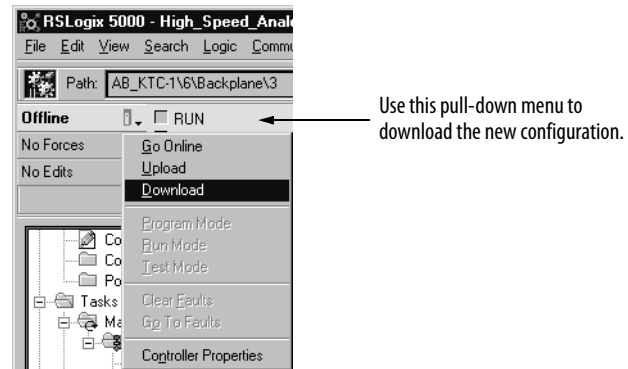 RSLogix 5000 - High_Speed_Anal
File Edit View Search Logic Commu
Path: AB_KTC-1\6\Backplane\3
Offline RUN
No Forces
No Edits
Go Online
Upload
Download
Program Mode
Run Mode
Test Mode
Clear Faults
Go To Faults
Controller Properties
Co
Co
Po
Tasks
Ma
Use this pull-down menu to
download the new configuration.